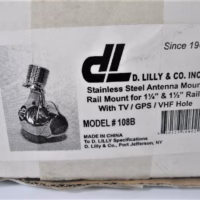 Since 19
dL
D. LILLY & CO. INC
Stainless Steel Antenna Mount
Rail Mount for 1¼" & 1½" Rail
With TV / GPS / VHF Hole
MODEL # 108B
MADE IN CHINA
To D. LILLY Specifications
D. Lilly & Co., Port Jefferson, NY